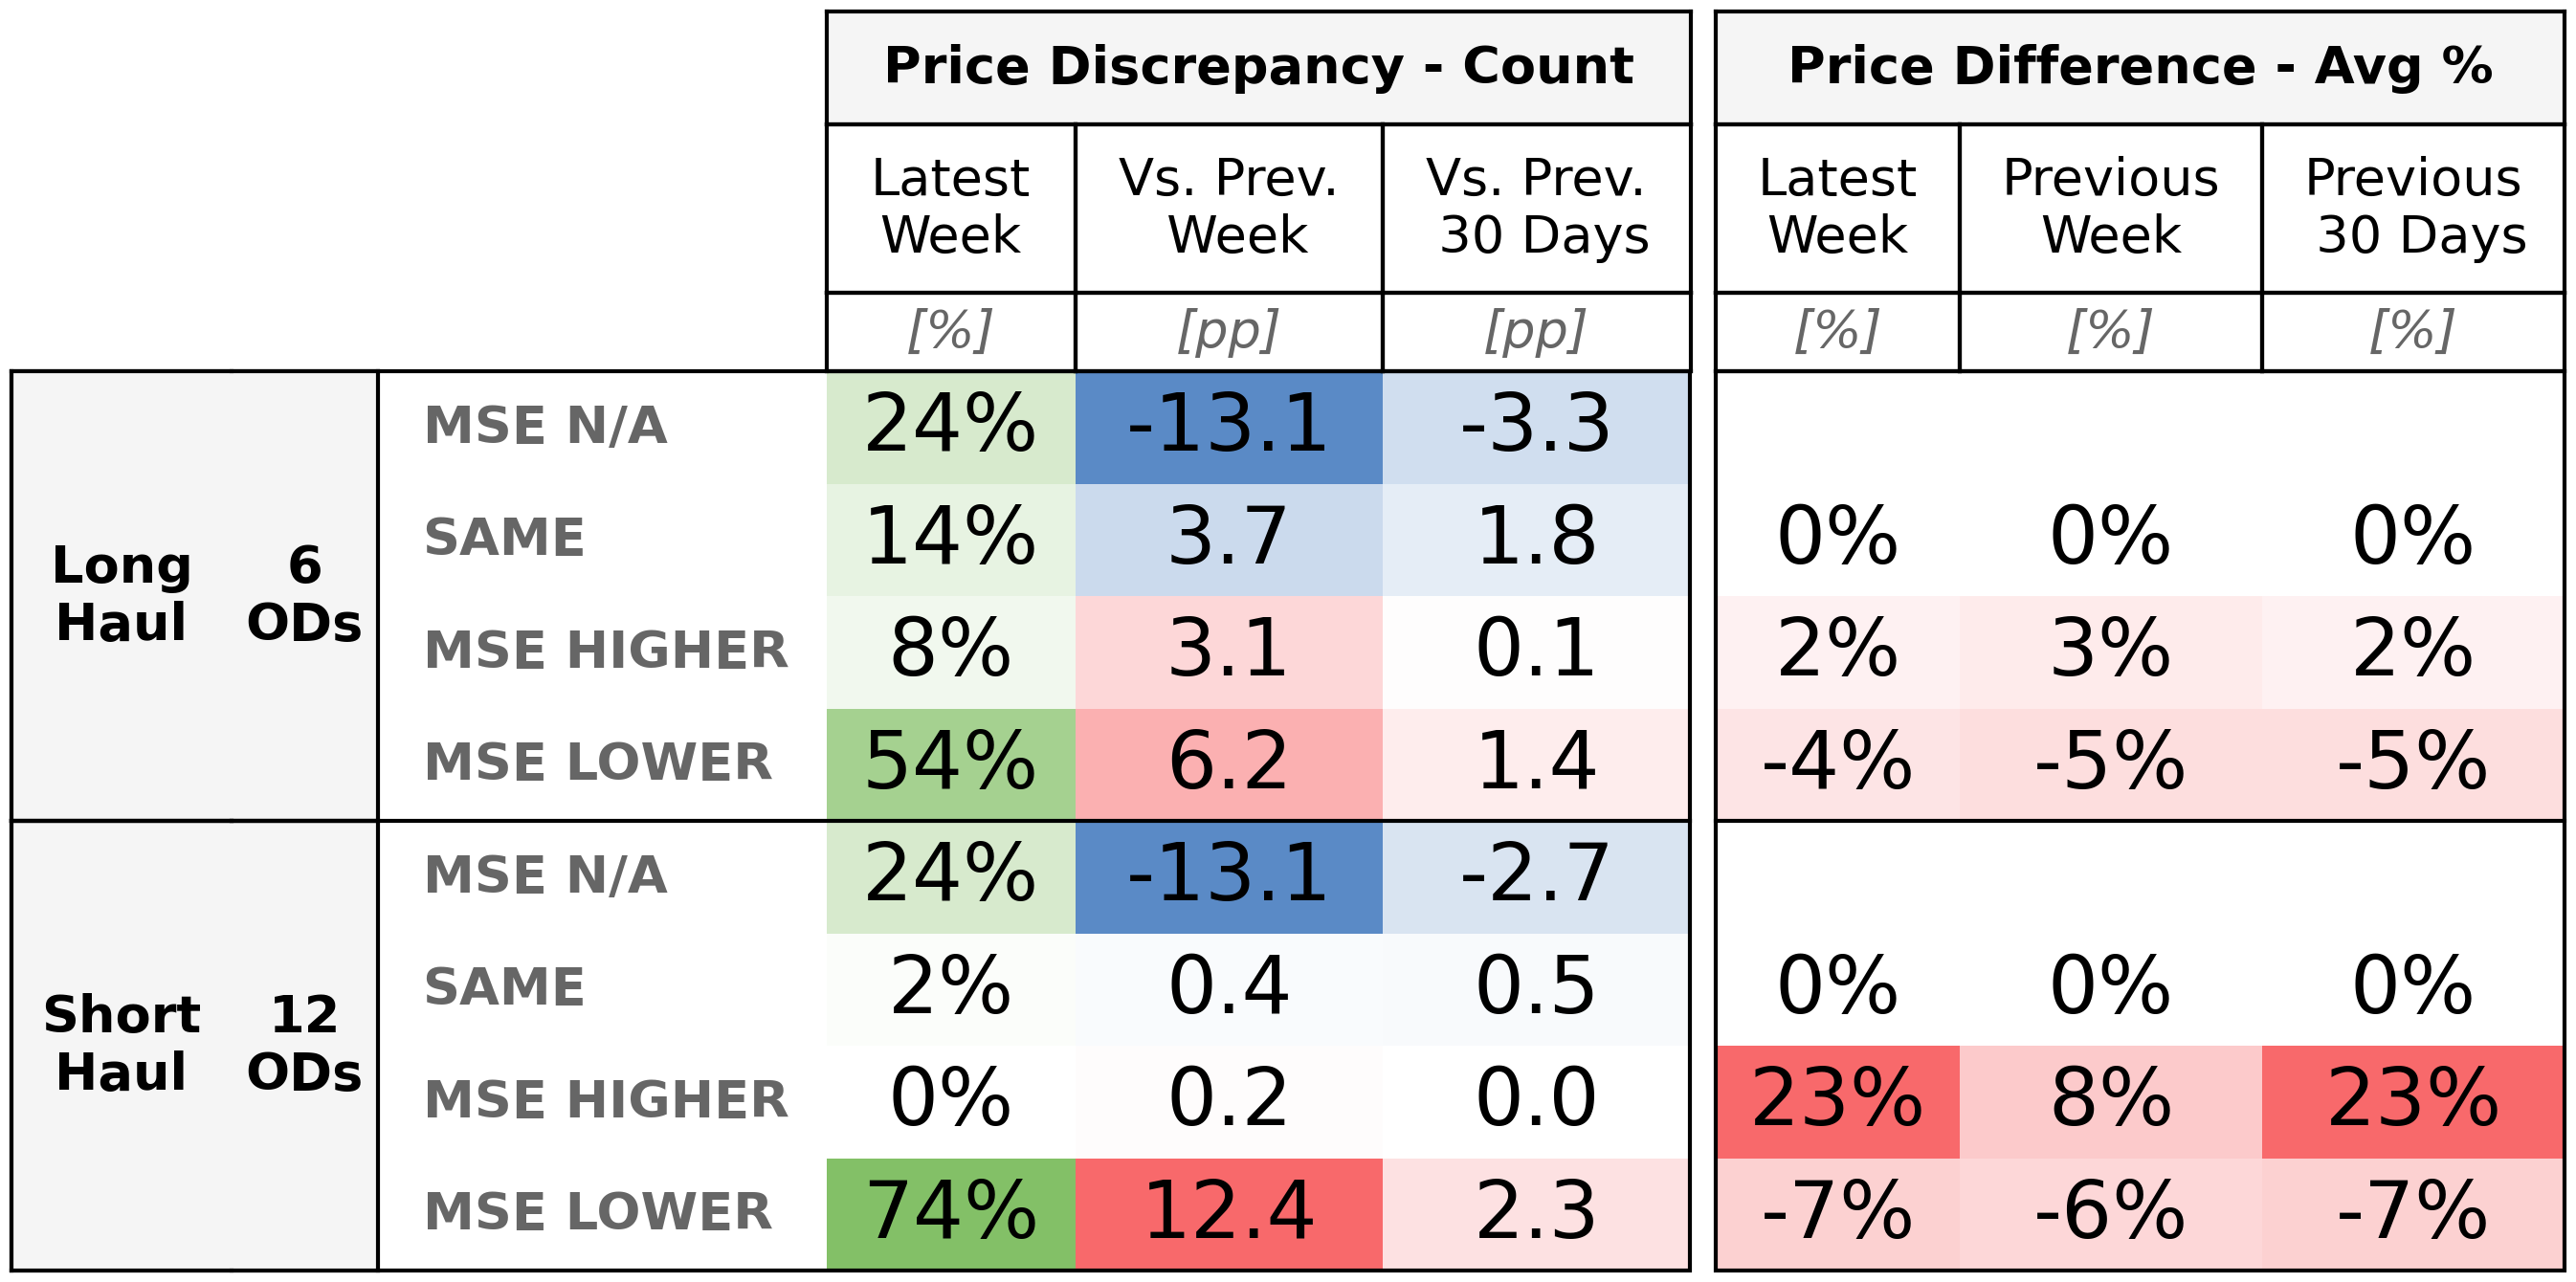 Price Discrepancy - Count Price Difference - Avg %
Latest Week Vs. Prev. Week Vs. Prev. 30 Days Latest Week Previous Week Previous 30 Days
[%] [pp] [pp] [%] [%] [%]
Long Haul 6 ODs
MSE N/A 24% -13.1 -3.3
SAME 14% 3.7 1.8 0% 0% 0%
MSE HIGHER 8% 3.1 0.1 2% 3% 2%
MSE LOWER 54% 6.2 1.4 -4% -5% -5%
Short Haul 12 ODs
MSE N/A 24% -13.1 -2.7
SAME 2% 0.4 0.5 0% 0% 0%
MSE HIGHER 0% 0.2 0.0 23% 8% 23%
MSE LOWER 74% 12.4 2.3 -7% -6% -7%